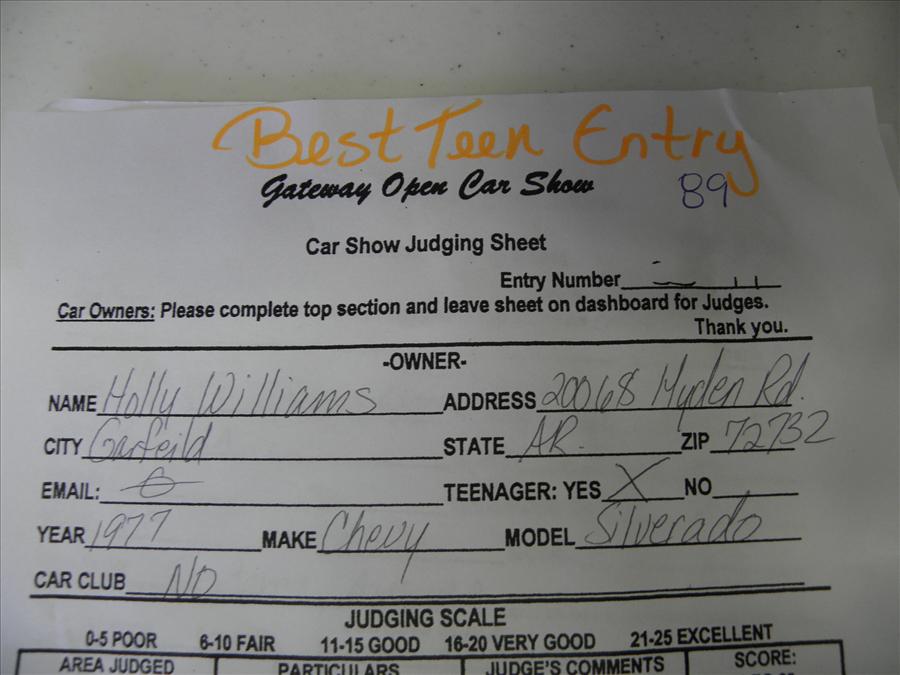 Best Teen Entry
Gateway Open Car Show 89
Car Show Judging Sheet
Entry Number
Car Owners: Please complete top section and leave sheet on dashboard for Judges.
Thank you.
-OWNER-
NAME Holly Williams ADDRESS 20068 Hyden Rd.
CITY Garfeild STATE AR. ZIP 72732
EMAIL: TEENAGER: YES X NO
YEAR 1977 MAKE Chevy MODEL Silverado
CAR CLUB NO
JUDGING SCALE
0-5 POOR 6-10 FAIR 11-15 GOOD 16-20 VERY GOOD 21-25 EXCELLENT
AREA JUDGED PARTICULARS JUDGE'S COMMENTS SCORE: